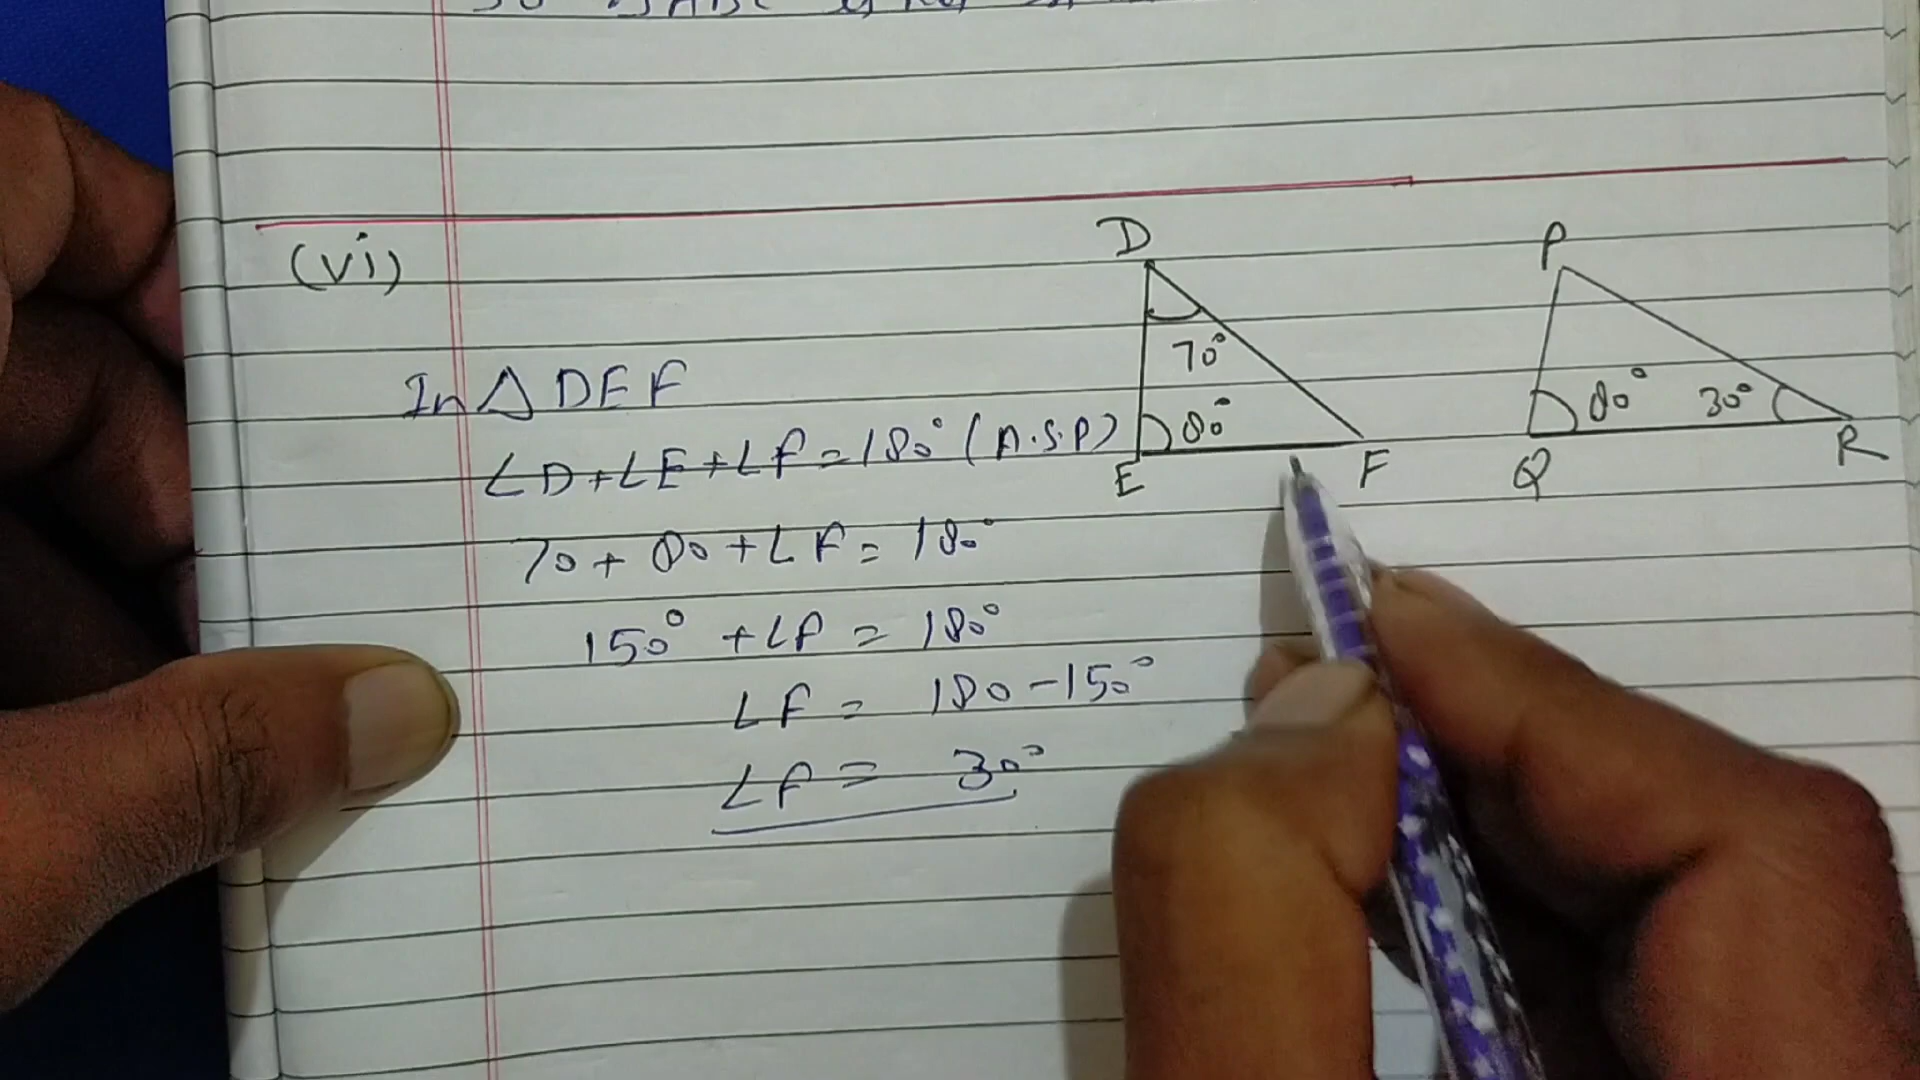 (vi)
D
P
70°
80°
80° 30°
E
F
Q
R
In △ DEF
∠D+∠E+∠F=180° (A.S.P)
70+80+∠F=180°
150° +∠F = 180°
∠F = 180-150°
∠F = 30°